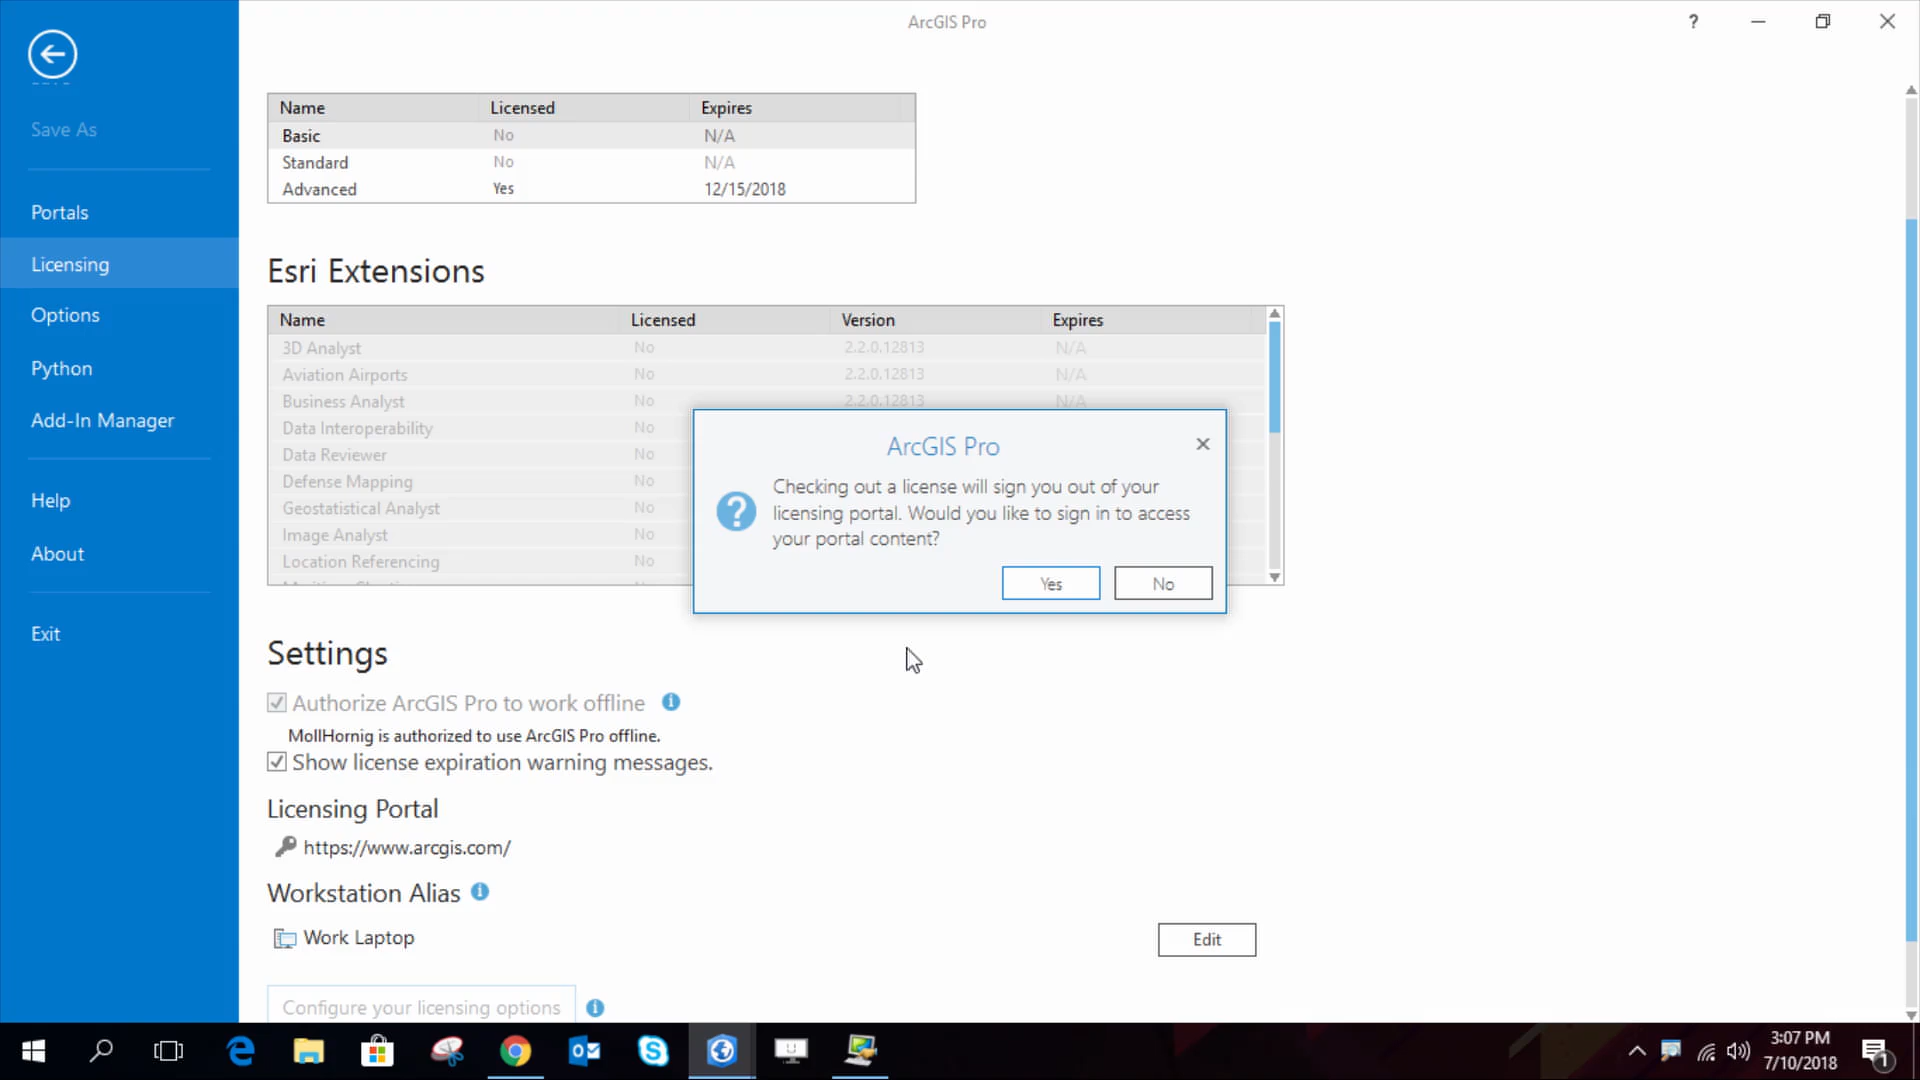 ArcGIS Pro
?
Save As
Portals
Licensing
Options
Python
Add-In Manager
Help
About
Exit
Name Licensed Expires
Basic No N/A
Standard No N/A
Advanced Yes 12/15/2018
Esri Extensions
Name Licensed Version Expires
3D Analyst No 2.2.0.12813 N/A
Aviation Airports No 2.2.0.12813 N/A
Business Analyst No 2.2.0.12813 N/A
Data Interoperability No
Data Reviewer No
Defense Mapping No
Geostatistical Analyst No
Image Analyst No
Location Referencing No
ArcGIS Pro
Checking out a license will sign you out of your
licensing portal. Would you like to sign in to access
your portal content?
Yes No
Settings
Authorize ArcGIS Pro to work offline
MollHornig is authorized to use ArcGIS Pro offline.
Show license expiration warning messages.
Licensing Portal
https://www.arcgis.com/
Workstation Alias
Work Laptop
Edit
Configure your licensing options
3:07 PM
7/10/2018
1